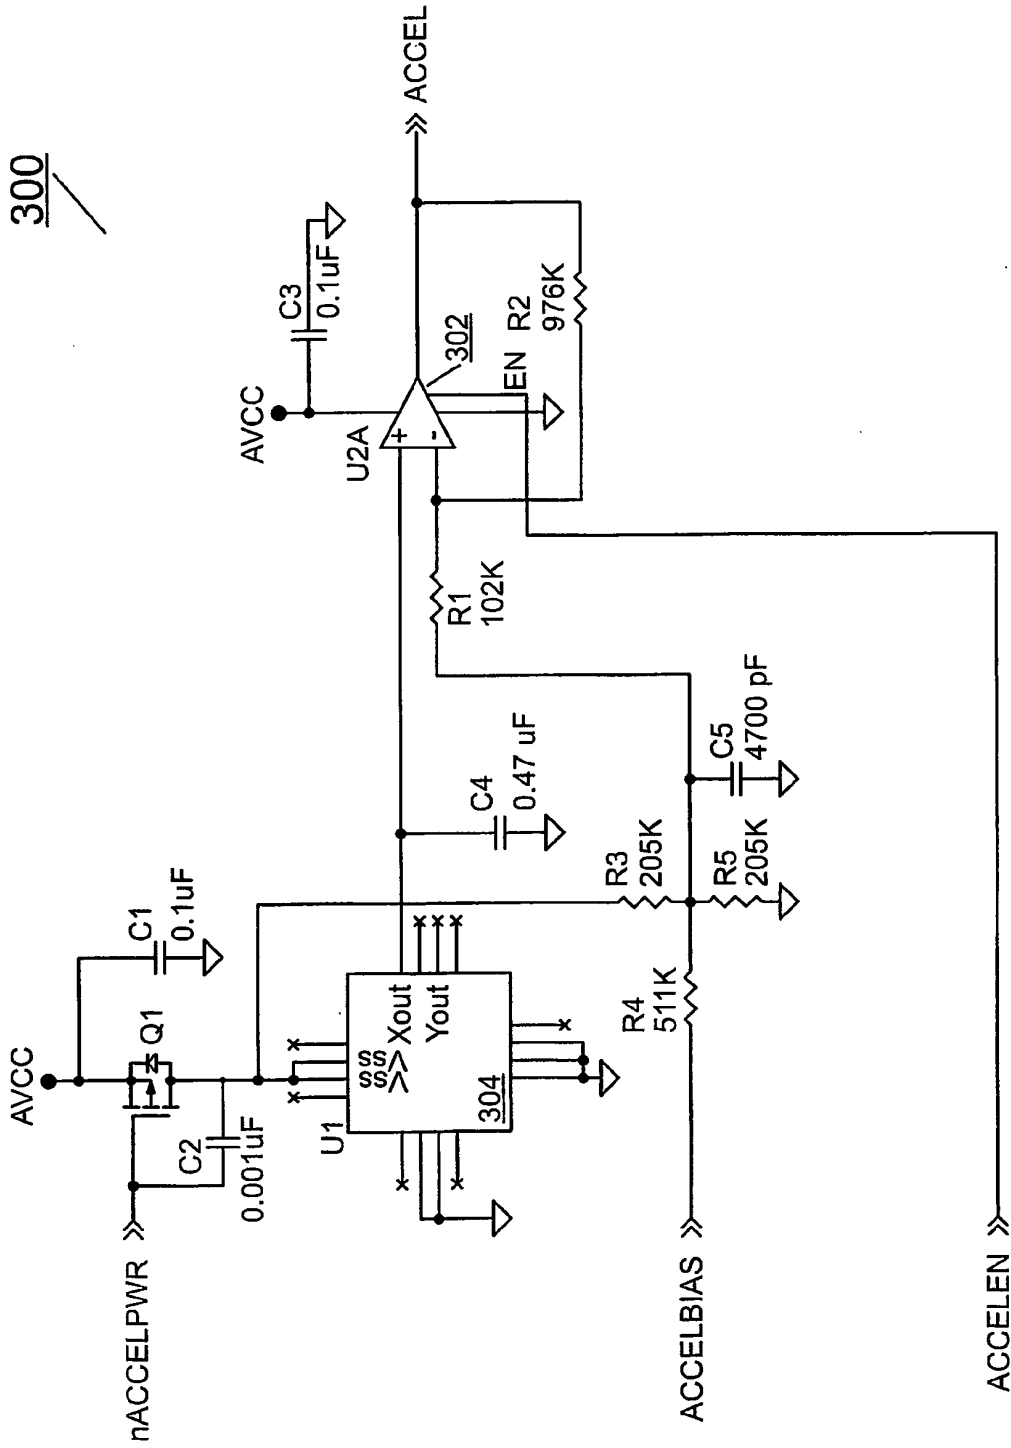 300
AVCC
C1
0.1uF
Q1
nACCELPWR
C2
0.001uF
U1
VSS
VSS
Xout
Yout
304
C4
0.47 uF
AVCC
C3
0.1uF
U2A
+
-
302
EN
R2
976K
ACCEL
R1
102K
R3
205K
R4
511K
R5
205K
C5
4700 pF
ACCELBIAS
ACCELEN